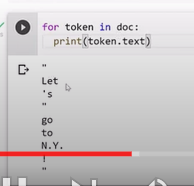 for token in doc:
print(token.text)
"
Let
's
"
go
to
N.Y.
!
"